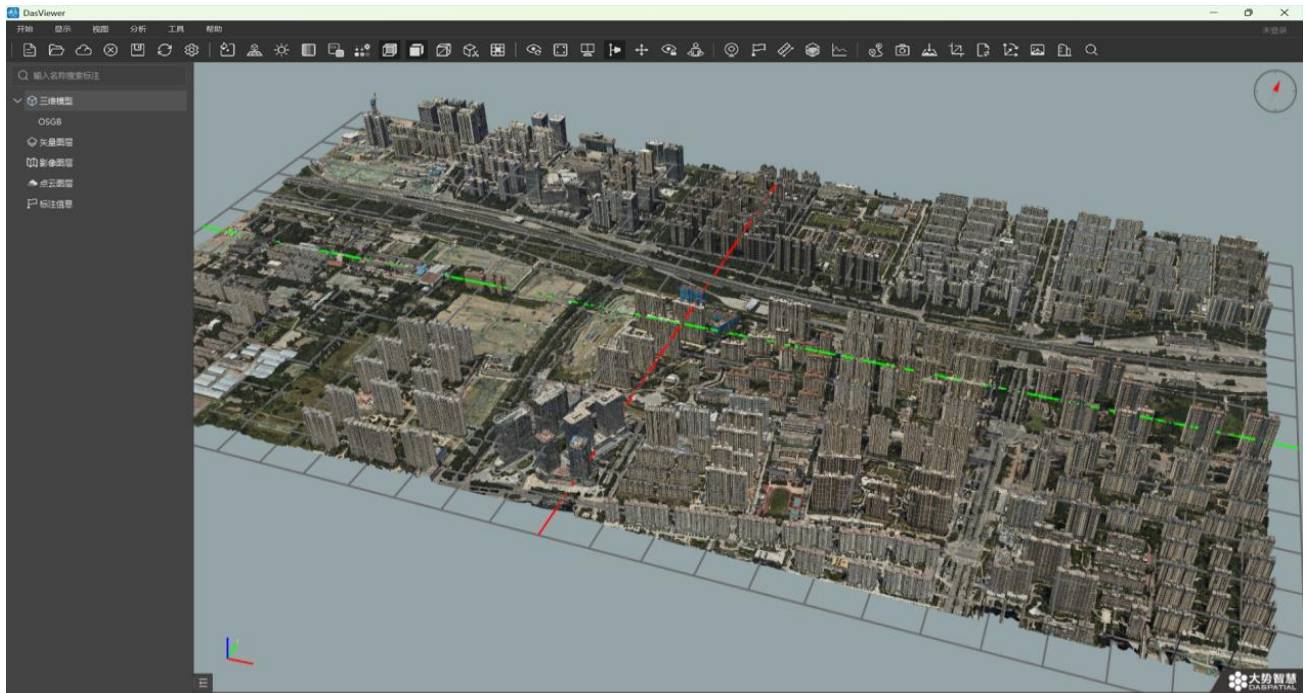 DasViewer
开始 显示 视图 分析 工具 帮助
未登录
输入名称搜索标注
三维模型
OSGB
矢量图层
影像图层
点云图层
标注信息
大势智慧
DASPATIAL